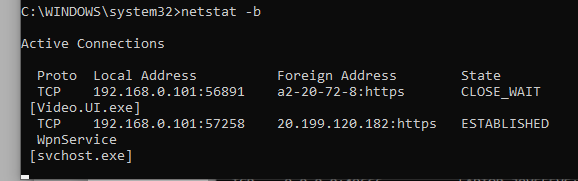 C:\WINDOWS\system32>netstat -b
Active Connections
Proto Local Address Foreign Address State
TCP 192.168.0.101:56891 a2-20-72-8:https CLOSE_WAIT
[Video.UI.exe]
TCP 192.168.0.101:57258 20.199.120.182:https ESTABLISHED
WpnService
[svchost.exe]